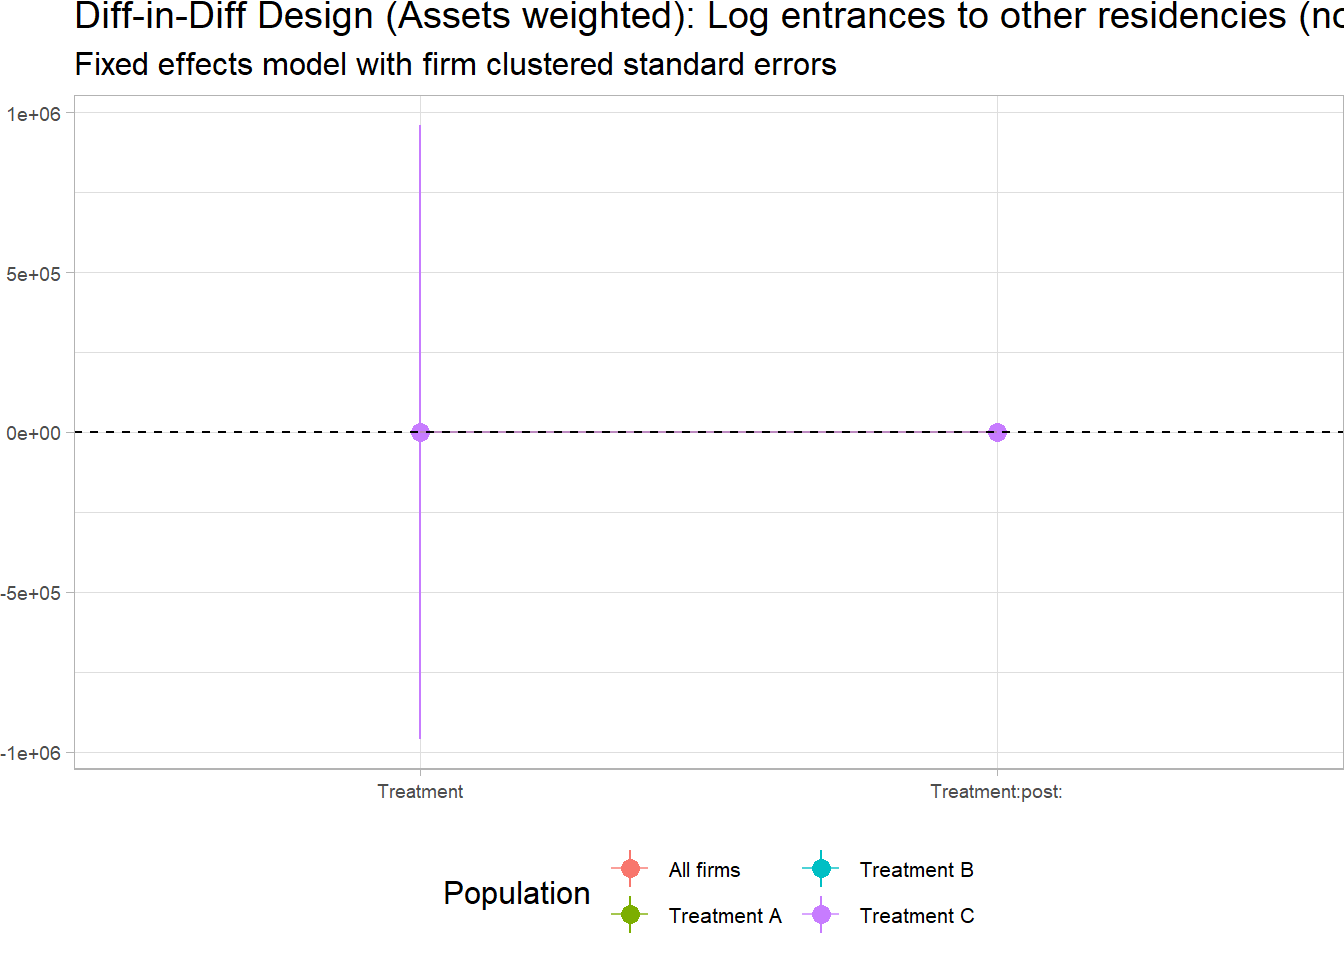 Diff-in-Diff Design (Assets weighted): Log entrances to other residencies (no
Fixed effects model with firm clustered standard errors
1e+06
5e+05
0e+00
-5e+05
-1e+06
Treatment
Treatment:post:
Population
All firms
Treatment A
Treatment B
Treatment C